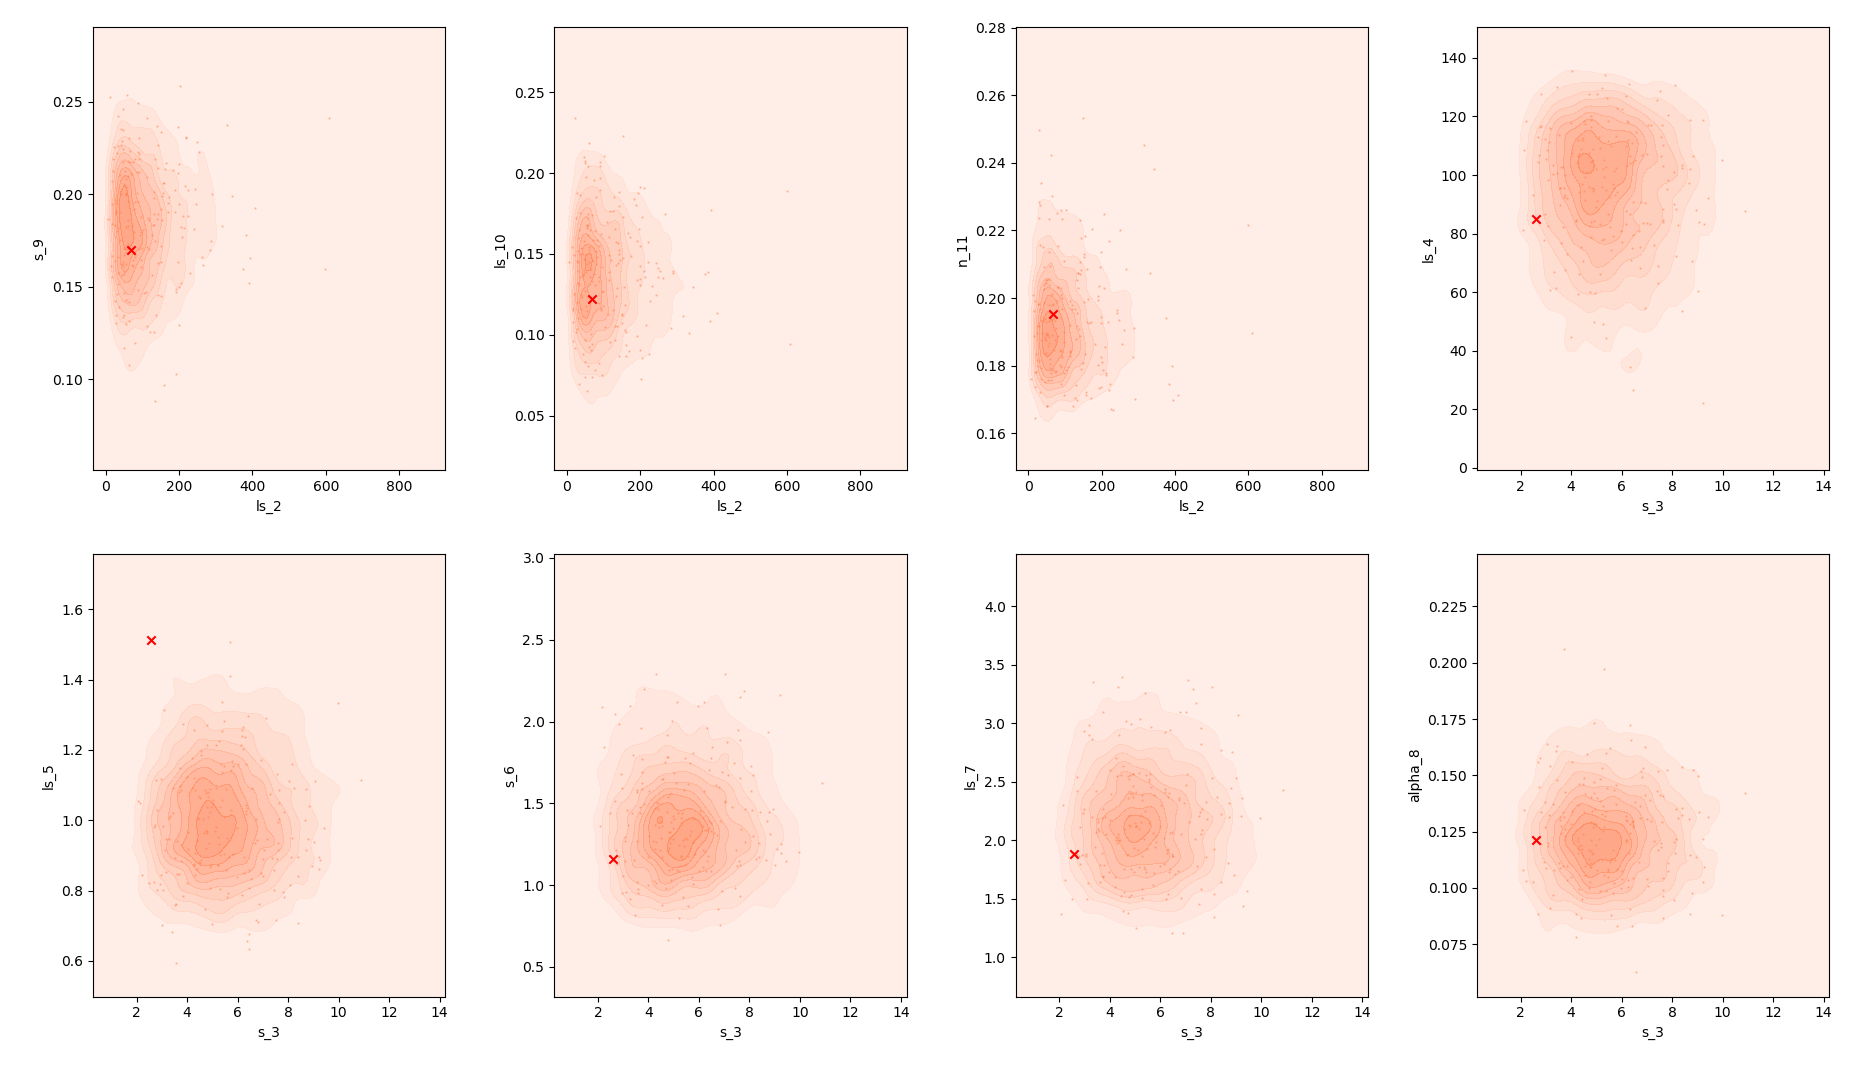 s_9
0.25
0.20
0.15
0.10
0 200 400 600 800
ls_2
ls_10
0.25
0.20
0.15
0.10
0.05
0 200 400 600 800
ls_2
n_11
0.28
0.26
0.24
0.22
0.20
0.18
0.16
0 200 400 600 800
ls_2
ls_4
140
120
100
80
60
40
20
0
2 4 6 8 10 12 14
s_3
ls_5
1.6
1.4
1.2
1.0
0.8
0.6
2 4 6 8 10 12 14
s_3
s_6
3.0
2.5
2.0
1.5
1.0
0.5
2 4 6 8 10 12 14
s_3
ls_7
4.0
3.5
3.0
2.5
2.0
1.5
1.0
2 4 6 8 10 12 14
s_3
alpha_8
0.225
0.200
0.175
0.150
0.125
0.100
0.075
2 4 6 8 10 12 14
s_3